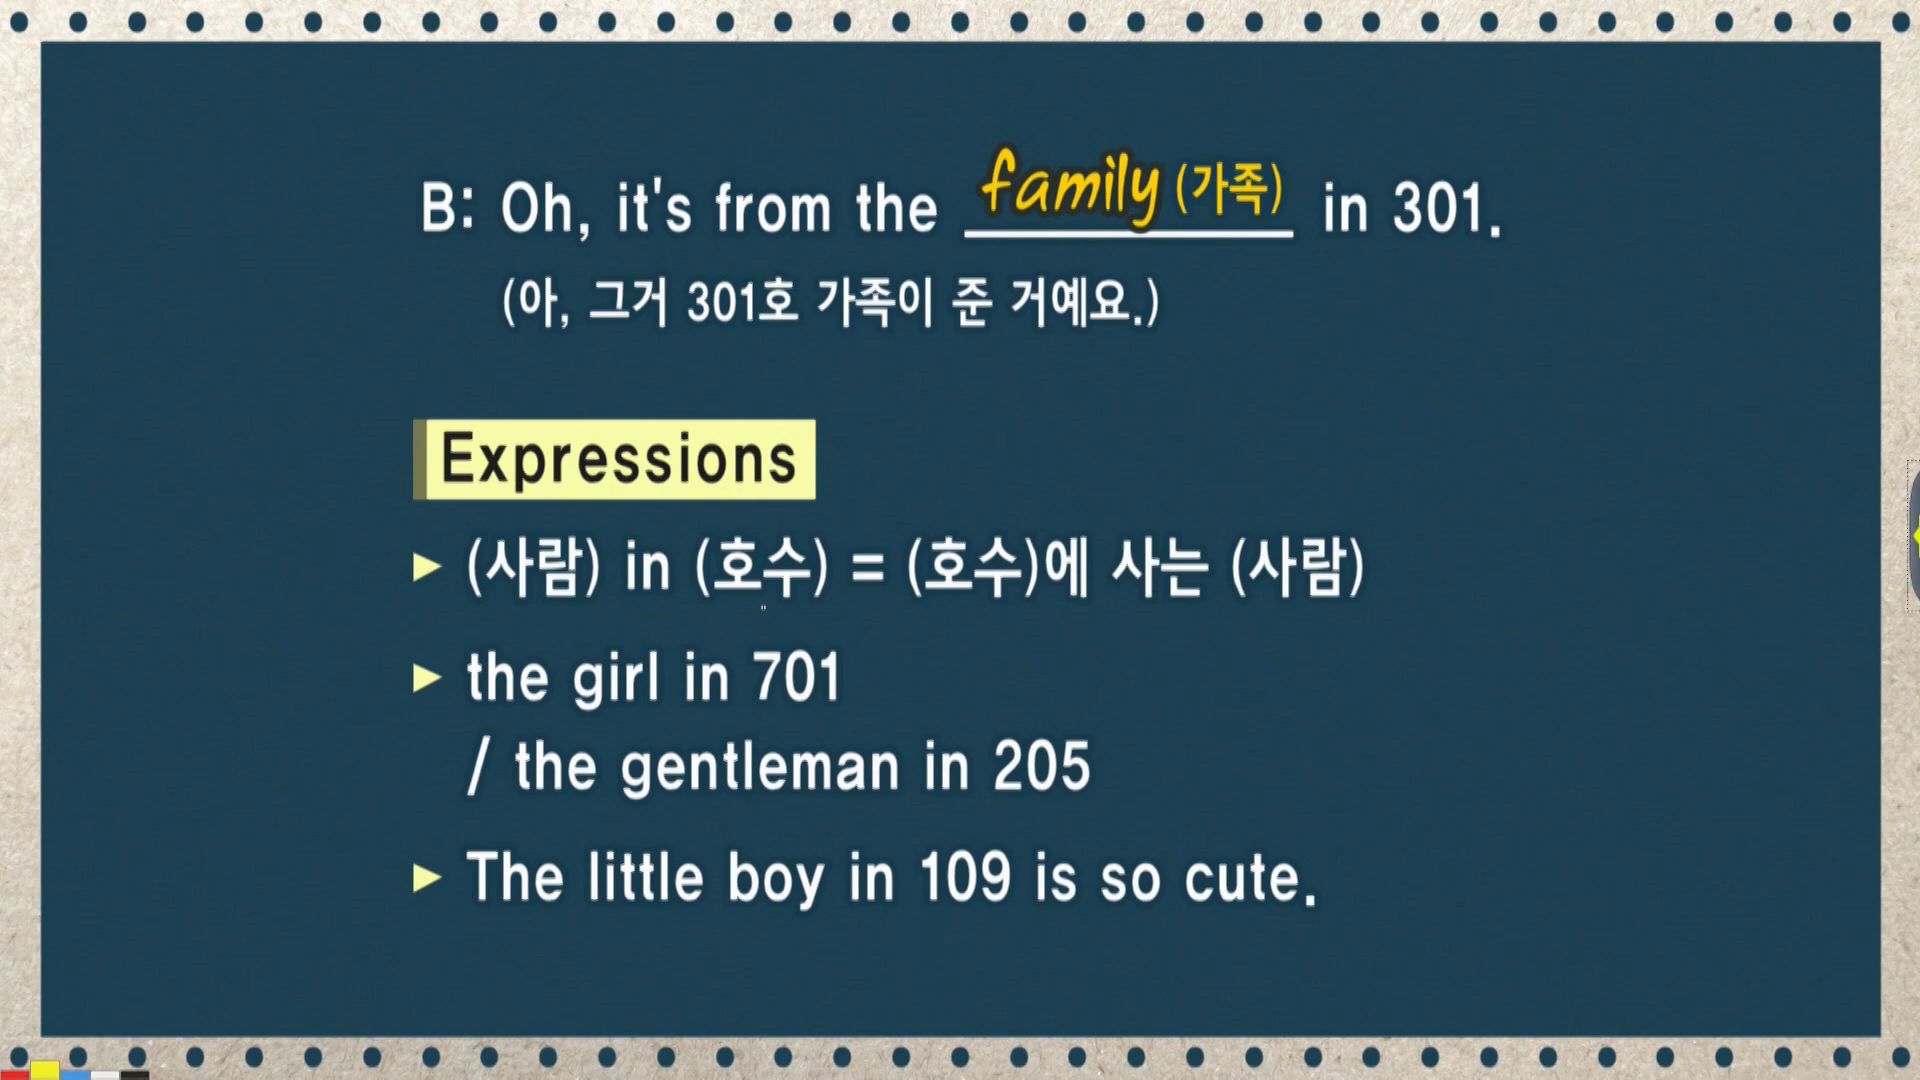 B: Oh, it's from the family (가족) in 301.
(아, 그거 301호 가족이 준 거예요.)
Expressions
▶ (사람) in (호수) = (호수)에 사는 (사람)
▶ the girl in 701
/ the gentleman in 205
▶ The little boy in 109 is so cute.